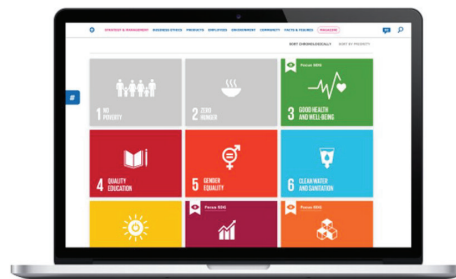 STRATEGY & MANAGEMENT BUSINESS ETHICS PRODUCTS EMPLOYEES ENVIRONMENT COMMUNITY FACTS & FIGURES MAGAZINE
SORT CHRONOLOGICALLY SORT BY PRIORITY
#
1 NO POVERTY
2 ZERO HUNGER
Focus SDG
3 GOOD HEALTH AND WELL-BEING
4 QUALITY EDUCATION
5 GENDER EQUALITY
6 CLEAN WATER AND SANITATION
Focus SDG
Focus SDG